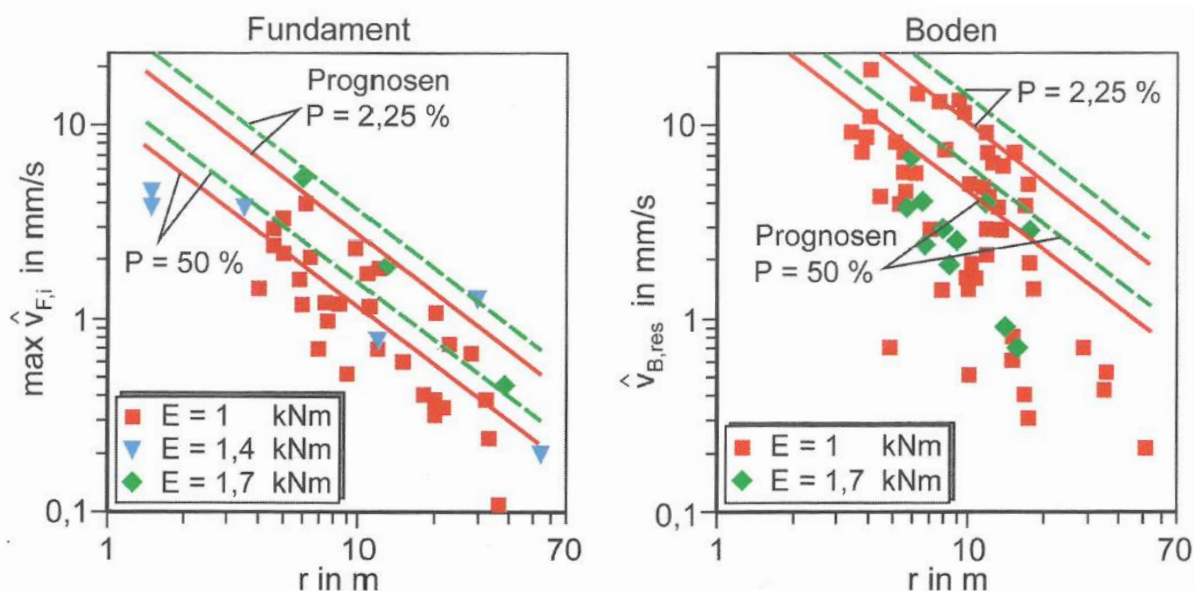 Fundament
max v̂F,i in mm/s
10
1
0,1
Prognosen
P = 2,25 %
P = 50 %
E = 1 kNm
E = 1,4 kNm
E = 1,7 kNm
1
10
70
r in m
Boden
v̂B,res in mm/s
10
1
0,1
P = 2,25 %
Prognosen
P = 50 %
E = 1 kNm
E = 1,7 kNm
1
10
70
r in m